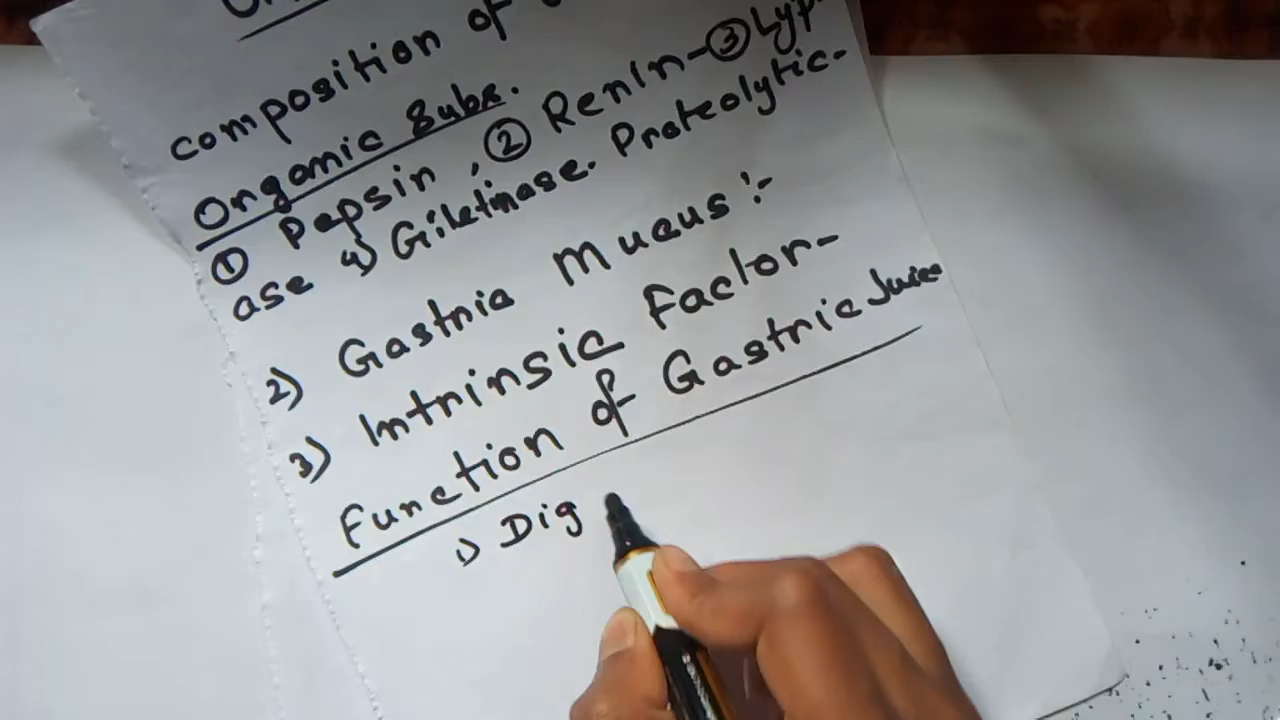 composition of
Organic Subs.
① Pepsin, ② Renin-③ Lyp
ase 4) Giletinase. Proteolytic-
2) Gastric Mucus:-
3) Intrinsic Factor-
Function of Gastric Juice
1) Dig